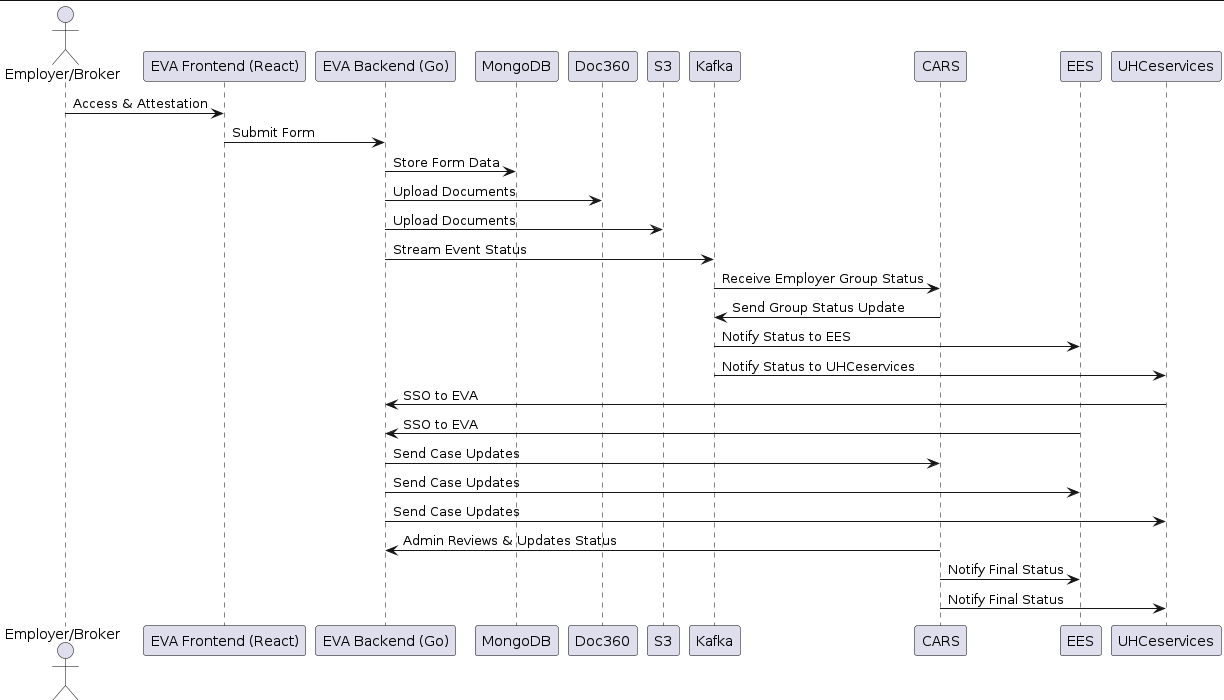 Employer/Broker
EVA Frontend (React)
EVA Backend (Go)
MongoDB
Doc360
S3
Kafka
CARS
EES
UHCeservices
Access & Attestation
Submit Form
Store Form Data
Upload Documents
Upload Documents
Stream Event Status
Receive Employer Group Status
Send Group Status Update
Notify Status to EES
Notify Status to UHCeservices
SSO to EVA
SSO to EVA
Send Case Updates
Send Case Updates
Send Case Updates
Admin Reviews & Updates Status
Notify Final Status
Notify Final Status
Employer/Broker
EVA Frontend (React)
EVA Backend (Go)
MongoDB
Doc360
S3
Kafka
CARS
EES
UHCeservices